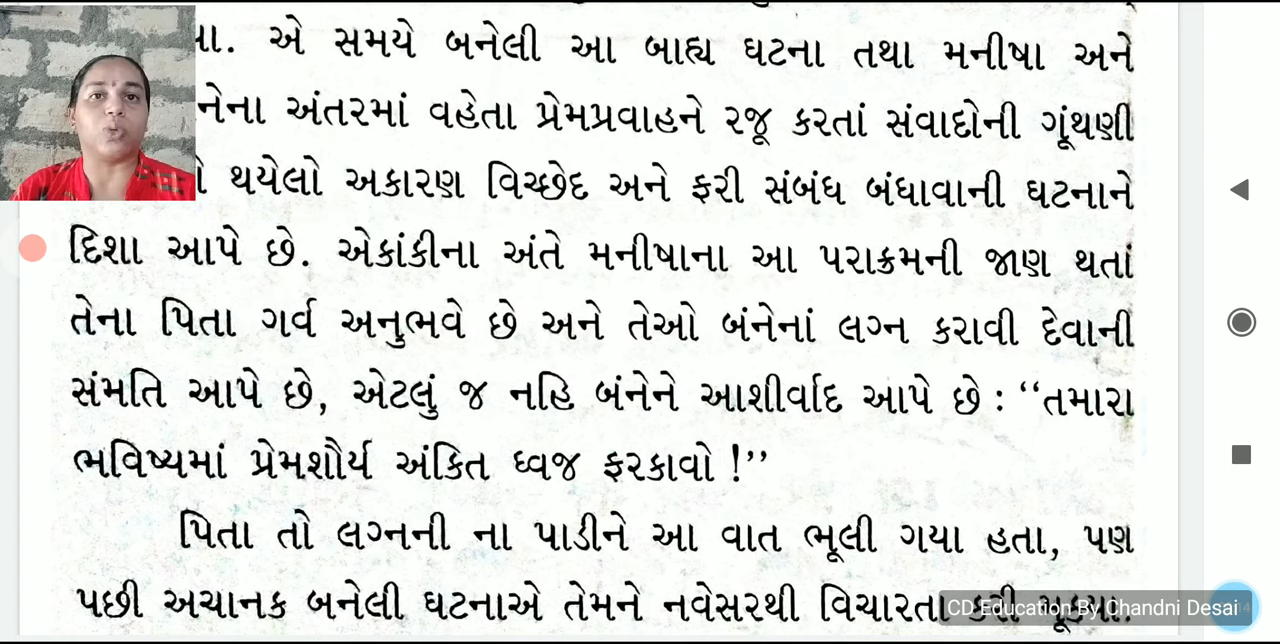 એ સમયે બનેલી આ બાહ્ય ઘટના તથા મનીષા અને
અંતરમાં વહેતા પ્રેમપ્રવાહને રજૂ કરતાં સંવાદોની ગૂંથણી
થયેલો અકારણ વિચ્છેદ અને ફરી સંબંધ બંધાવાની ઘટનાને
દિશા આપે છે. એકાંકીના અંતે મનીષાના આ પરાક્રમની જાણ થતાં
તેના પિતા ગર્વ અનુભવે છે અને તેઓ બંનેનાં લગ્ન કરાવી દેવાની
સંમતિ આપે છે, એટલું જ નહિ બંનેને આશીર્વાદ આપે છે : “તમારા
ભવિષ્યમાં પ્રેમશૌર્ય અંકિત ધ્વજ ફરકાવો !”
પિતા તો લગ્નની ના પાડીને આ વાત ભૂલી ગયા હતા, પણ
પછી અચાનક બનેલી ઘટનાએ તેમને નવેસરથી વિચારતા કરી મૂક્યા.
CD Education By Chandni Desai